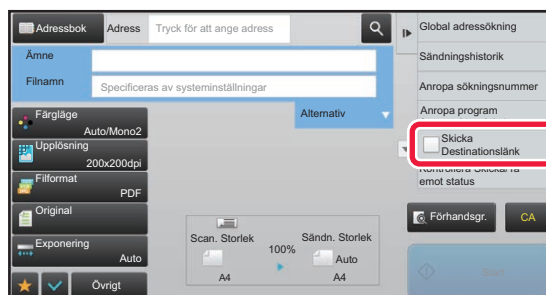 Adressbok
Adress
Tryck för att ange adress
Ämne
Filnamn
Specificeras av systeminställningar
Alternativ
Färgläge
Auto/Mono2
Upplösning
200x200dpi
Filformat
PDF
Original
Exponering
Auto
Övrigt
Scan. Storlek
A4
100%
Sändn. Storlek
Auto
A4
Global adressökning
Sändningshistorik
Anropa sökningsnummer
Anropa program
Skicka
Destinationslänk
Kontrollera Skicka/Ta
emot status
Förhandsgr.
CA
Start